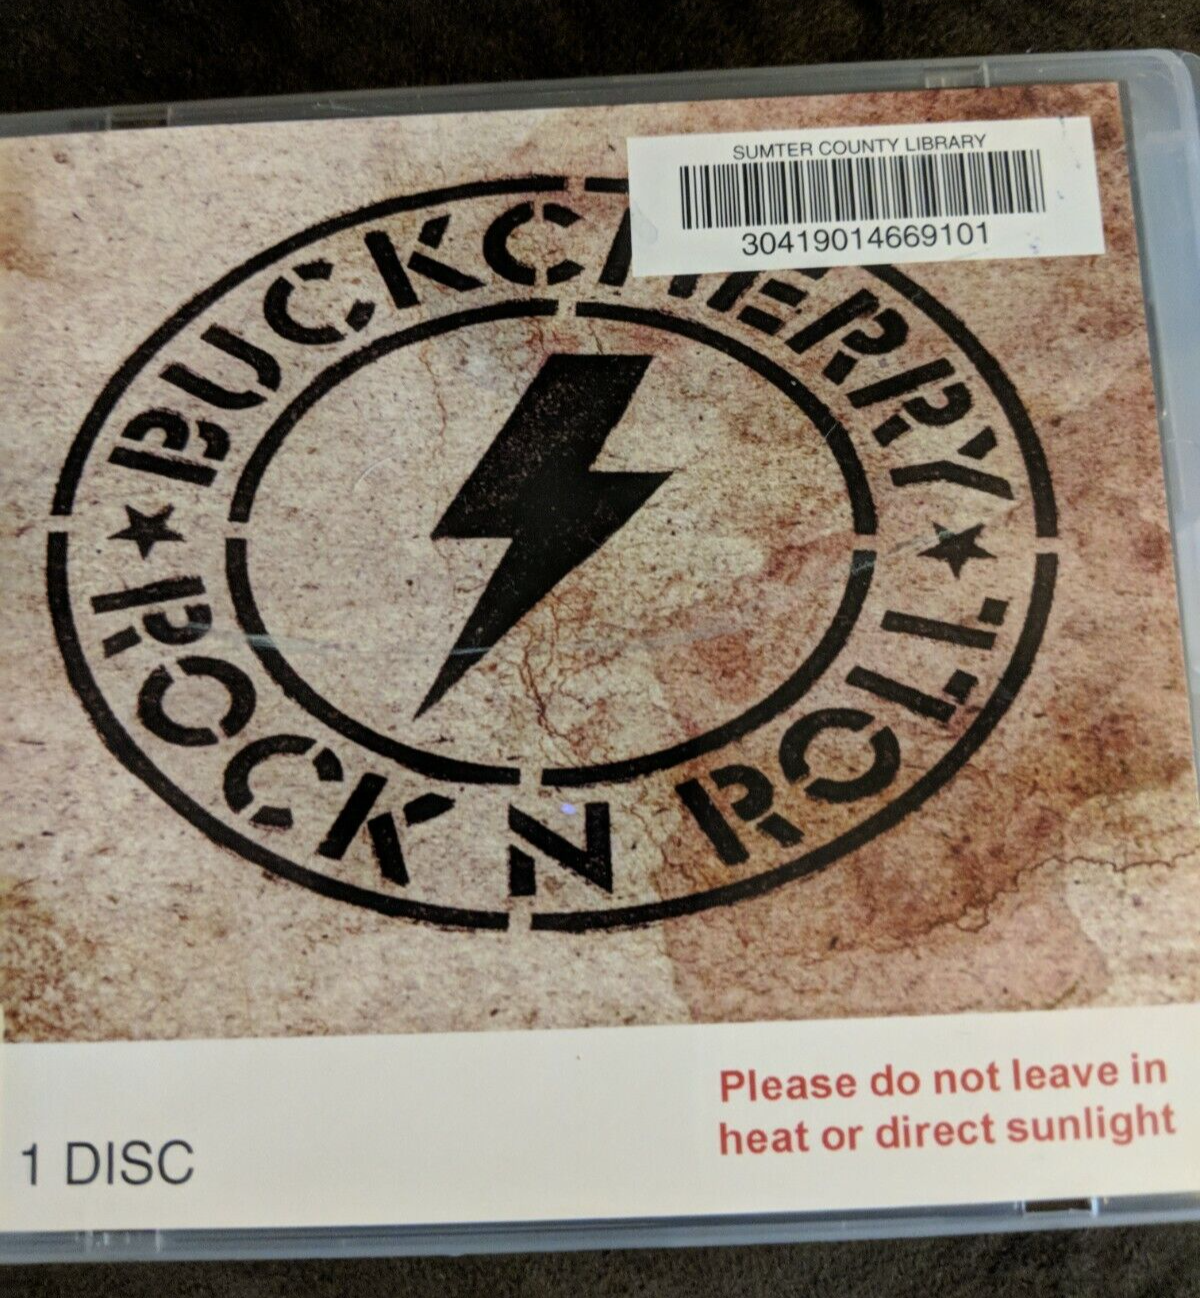 SUMTER COUNTY LIBRARY
30419014669101
BUCKCHERRY
ROCK N ROLL
1 DISC
Please do not leave in
heat or direct sunlight